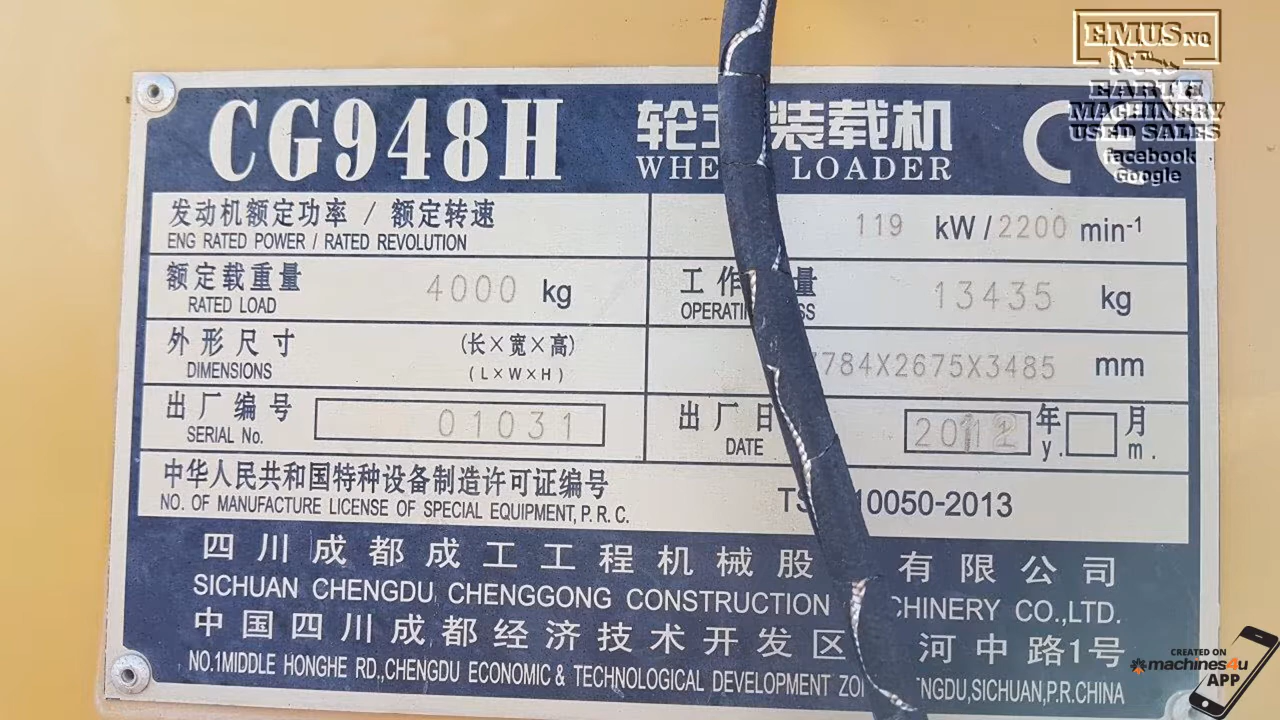 CG948H
轮 装载机
WHE LOADER
CE
发动机额定功率 / 额定转速
ENG RATED POWER / RATED REVOLUTION
119 kW / 2200 min-1
额定载重量
RATED LOAD
4000 kg
工作 量
OPERATI SS
13435 kg
外形尺寸
DIMENSIONS
(长×宽×高)
(L×W×H)
7784X2675X3485 mm
出厂编号
SERIAL No.
01031
出厂日
DATE
年
y.
月
m.
中华人民共和国特种设备制造许可证编号
NO. OF MANUFACTURE LICENSE OF SPECIAL EQUIPMENT, P.R.C.
TS 10050-2013
四川成都成工工程机械股 有限公司
SICHUAN CHENGDU CHENGGONG CONSTRUCTION CHINERY CO.,LTD.
中国四川成都经济技术开发区 河中路1号
NO.1MIDDLE HONGHE RD.,CHENGDU ECONOMIC & TECHNOLOGICAL DEVELOPMENT ZO NGDU,SICHUAN,P.R.CHINA
EMUS NQ
EARTH
MACHINERY
USED SALES
facebook
Google
CREATED ON
machines4u
APP